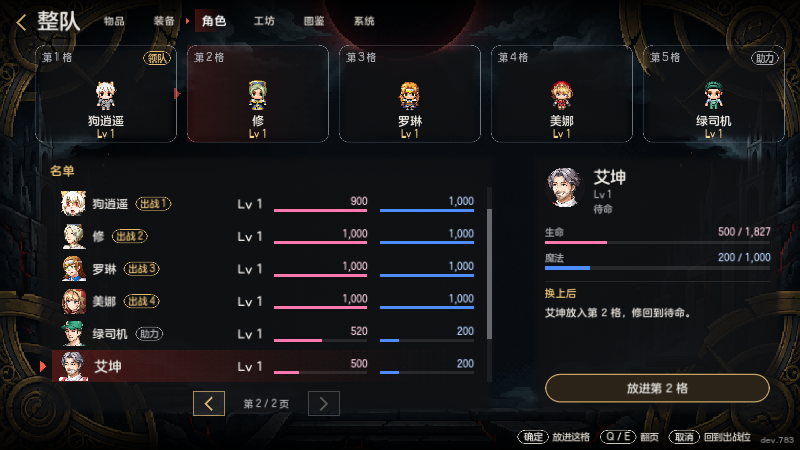 整队 物品 装备 角色 工坊 图鉴 系统
第1格 领队 第2格 第3格 第4格 第5格 助力
狗逍遥 修 罗琳 美娜 绿司机
Lv 1 Lv 1 Lv 1 Lv 1 Lv 1
名单
狗逍遥 出战1 Lv 1 900 1,000
修 出战2 Lv 1 1,000 1,000
罗琳 出战3 Lv 1 1,000 1,000
美娜 出战4 Lv 1 1,000 1,000
绿司机 助力 Lv 1 520 200
艾坤 Lv 1 500 200
第2/2页
艾坤
Lv 1
待命
生命 500 / 1,827
魔法 200 / 1,000
换上后
艾坤放入第 2 格，修回到待命。
放进第 2 格
确定 放进这格 Q / E 翻页 取消 回到出战位
dev.783